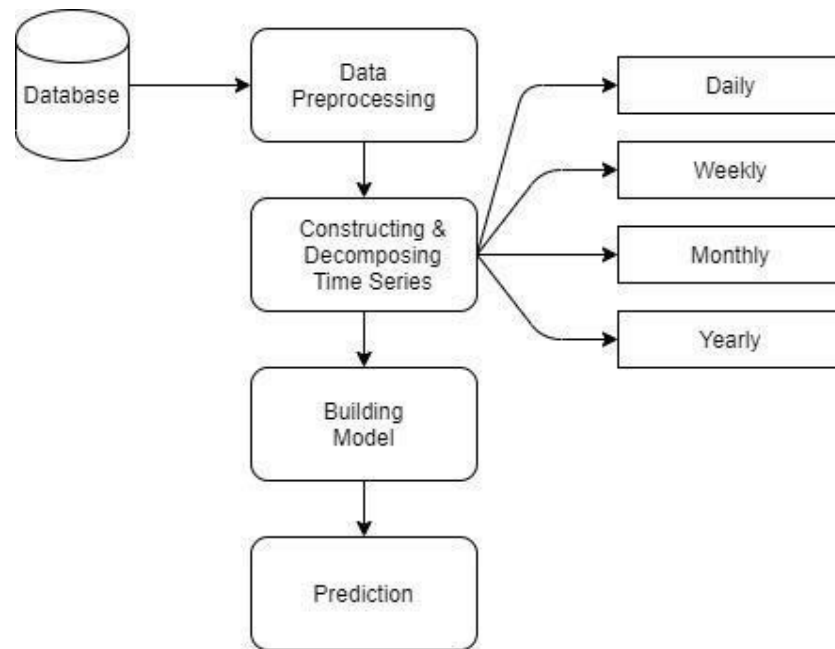 Database
Data
Preprocessing
Daily
Weekly
Constructing &
Decomposing
Time Series
Monthly
Yearly
Building
Model
Prediction